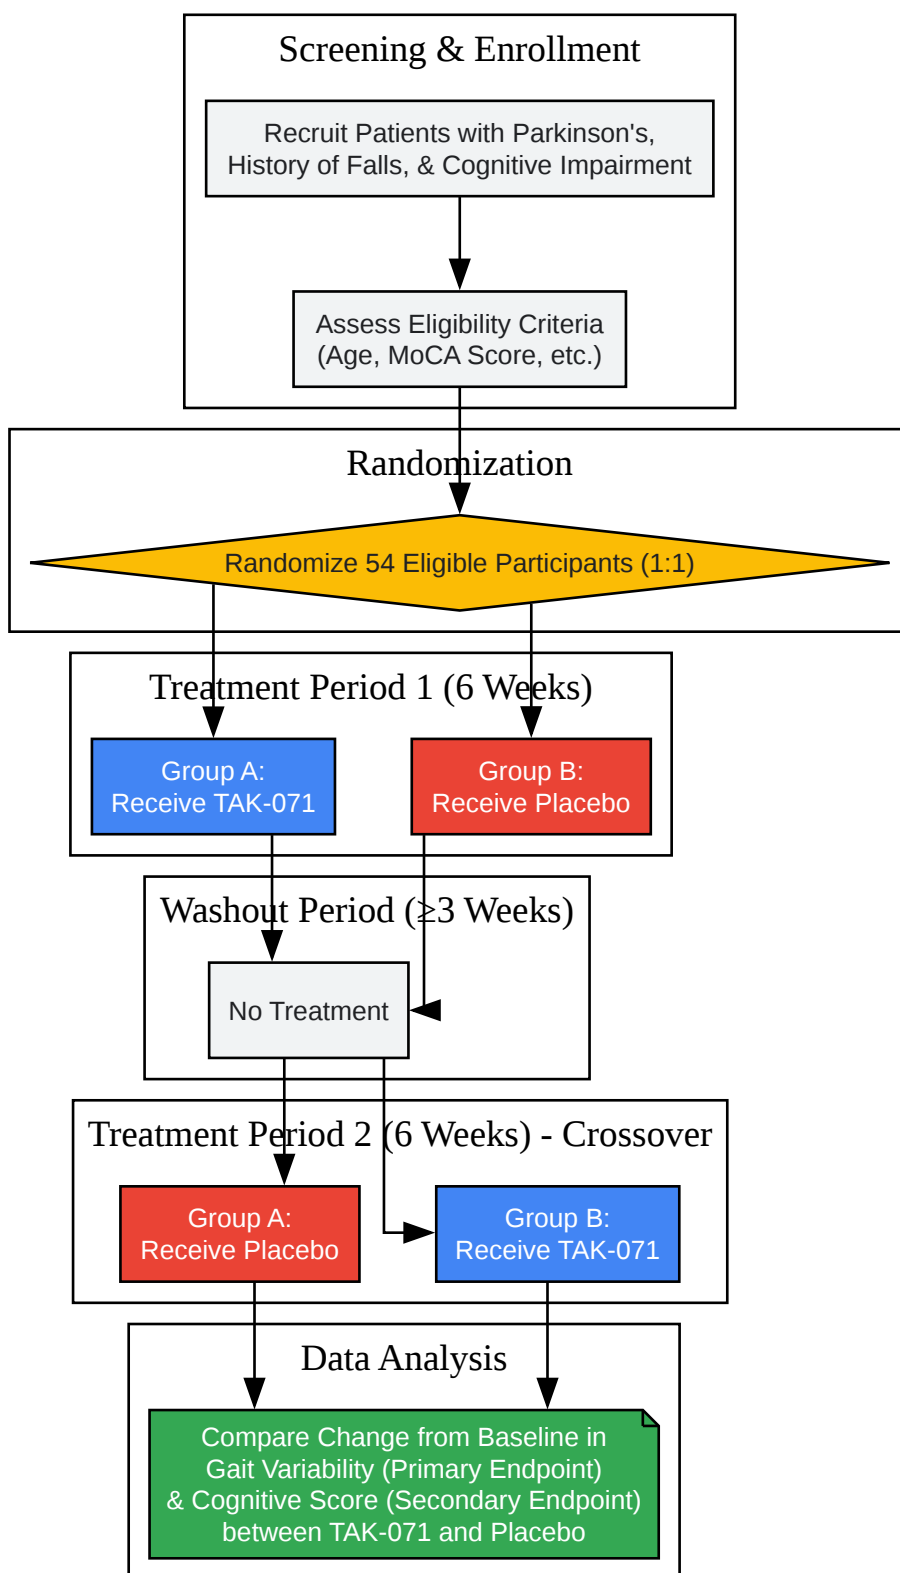 Screening & Enrollment
Recruit Patients with Parkinson's,
History of Falls, & Cognitive Impairment
Assess Eligibility Criteria
(Age, MoCA Score, etc.)
Randomization
Randomize 54 Eligible Participants (1:1)
Treatment Period 1 (6 Weeks)
Group A:
Receive TAK-071
Group B:
Receive Placebo
Washout Period (≥3 Weeks)
No Treatment
Treatment Period 2 (6 Weeks) - Crossover
Group A:
Receive Placebo
Group B:
Receive TAK-071
Data Analysis
Compare Change from Baseline in
Gait Variability (Primary Endpoint)
& Cognitive Score (Secondary Endpoint)
between TAK-071 and Placebo